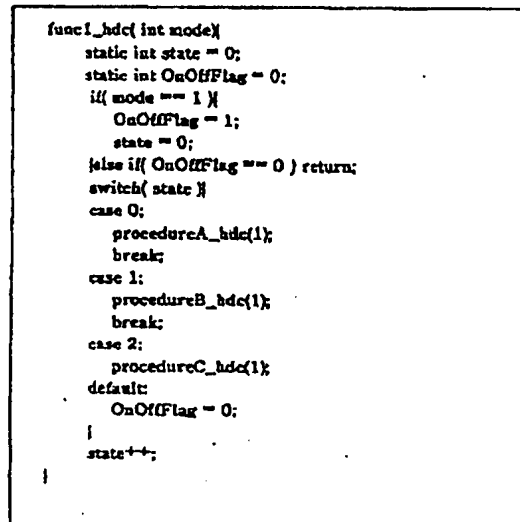 func1_hdc( int mode){
static int state = 0;
static int OnOffFlag = 0;
if( mode == 1 ){
OnOffFlag = 1;
state = 0;
}else if( OnOffFlag == 0 ) return;
switch( state ){
case 0:
procedureA_hdc(1);
break;
case 1:
procedureB_hdc(1);
break;
case 2:
procedureC_hdc(1);
default:
OnOffFlag = 0;
}
state++;
}